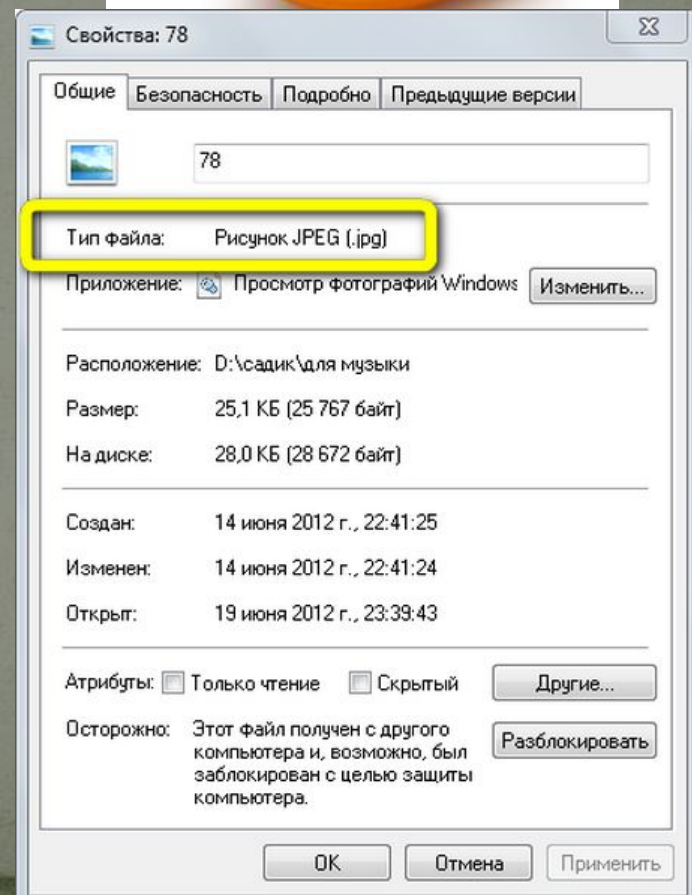 Свойства: 78
Общие Безопасность Подробно Предыдущие версии
78
Тип файла: Рисунок JPEG (.jpg)
Приложение: Просмотр фотографий Windows Изменить...
Расположение: D:\садик\для музыки
Размер: 25,1 КБ (25 767 байт)
На диске: 28,0 КБ (28 672 байт)
Создан: 14 июня 2012 г., 22:41:25
Изменен: 14 июня 2012 г., 22:41:24
Открыт: 19 июня 2012 г., 23:39:43
Атрибуты: Только чтение Скрытый Другие...
Осторожно: Этот файл получен с другого Разблокировать
компьютера и, возможно, был
заблокирован с целью защиты
компьютера.
OK Отмена Применить